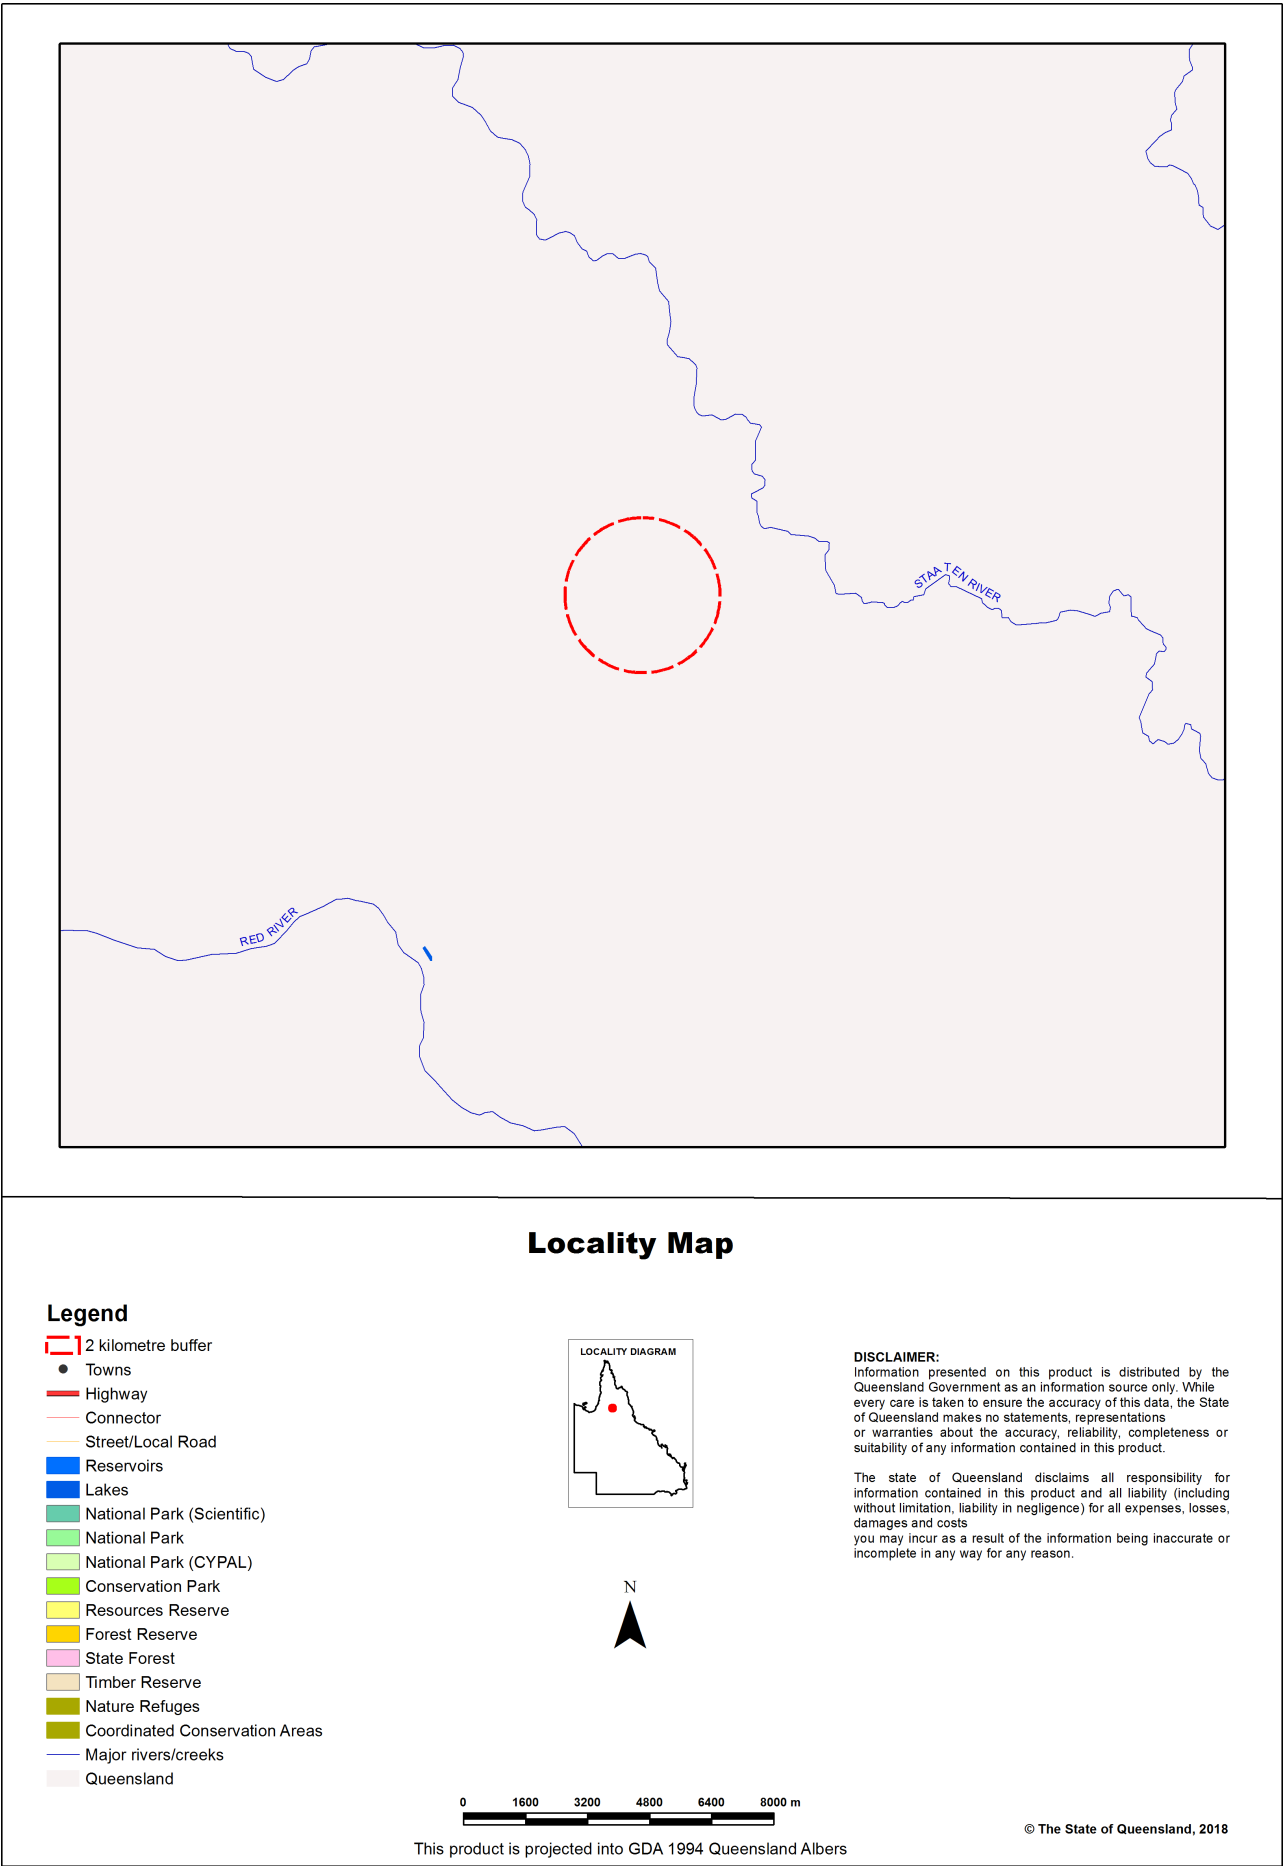 STAATEN RIVER
RED RIVER
Locality Map
Legend
2 kilometre buffer
Towns
Highway
Connector
Street/Local Road
Reservoirs
Lakes
National Park (Scientific)
National Park
National Park (CYPAL)
Conservation Park
Resources Reserve
Forest Reserve
State Forest
Timber Reserve
Nature Refuges
Coordinated Conservation Areas
Major rivers/creeks
Queensland
LOCALITY DIAGRAM
N
0 1600 3200 4800 6400 8000 m
This product is projected into GDA 1994 Queensland Albers
DISCLAIMER:
Information presented on this product is distributed by the
Queensland Government as an information source only. While
every care is taken to ensure the accuracy of this data, the State
of Queensland makes no statements, representations
or warranties about the accuracy, reliability, completeness or
suitability of any information contained in this product.
The state of Queensland disclaims all responsibility for
information contained in this product and all liability (including
without limitation, liability in negligence) for all expenses, losses,
damages and costs
you may incur as a result of the information being inaccurate or
incomplete in any way for any reason.
© The State of Queensland, 2018